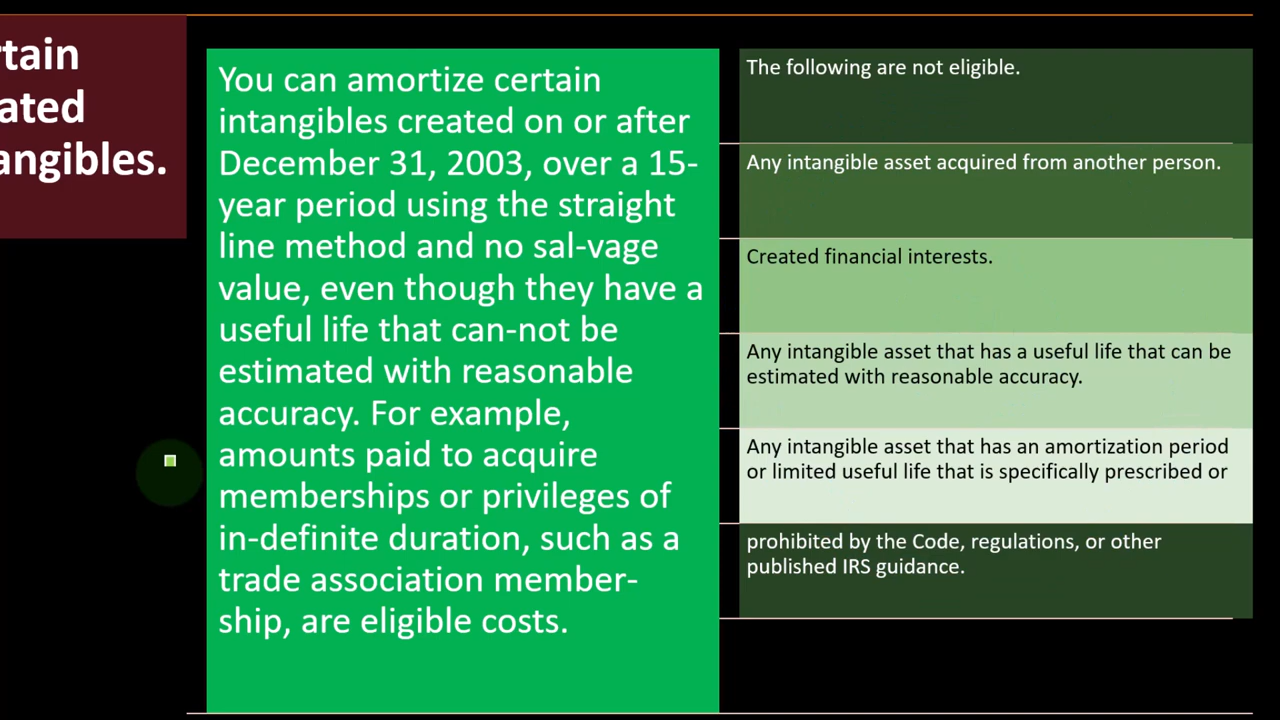 rtain
ated
angibles.
You can amortize certain
intangibles created on or after
December 31, 2003, over a 15-
year period using the straight
line method and no sal-vage
value, even though they have a
useful life that can-not be
estimated with reasonable
accuracy. For example,
amounts paid to acquire
memberships or privileges of
in-definite duration, such as a
trade association member-
ship, are eligible costs.
The following are not eligible.
Any intangible asset acquired from another person.
Created financial interests.
Any intangible asset that has a useful life that can be
estimated with reasonable accuracy.
Any intangible asset that has an amortization period
or limited useful life that is specifically prescribed or
prohibited by the Code, regulations, or other
published IRS guidance.